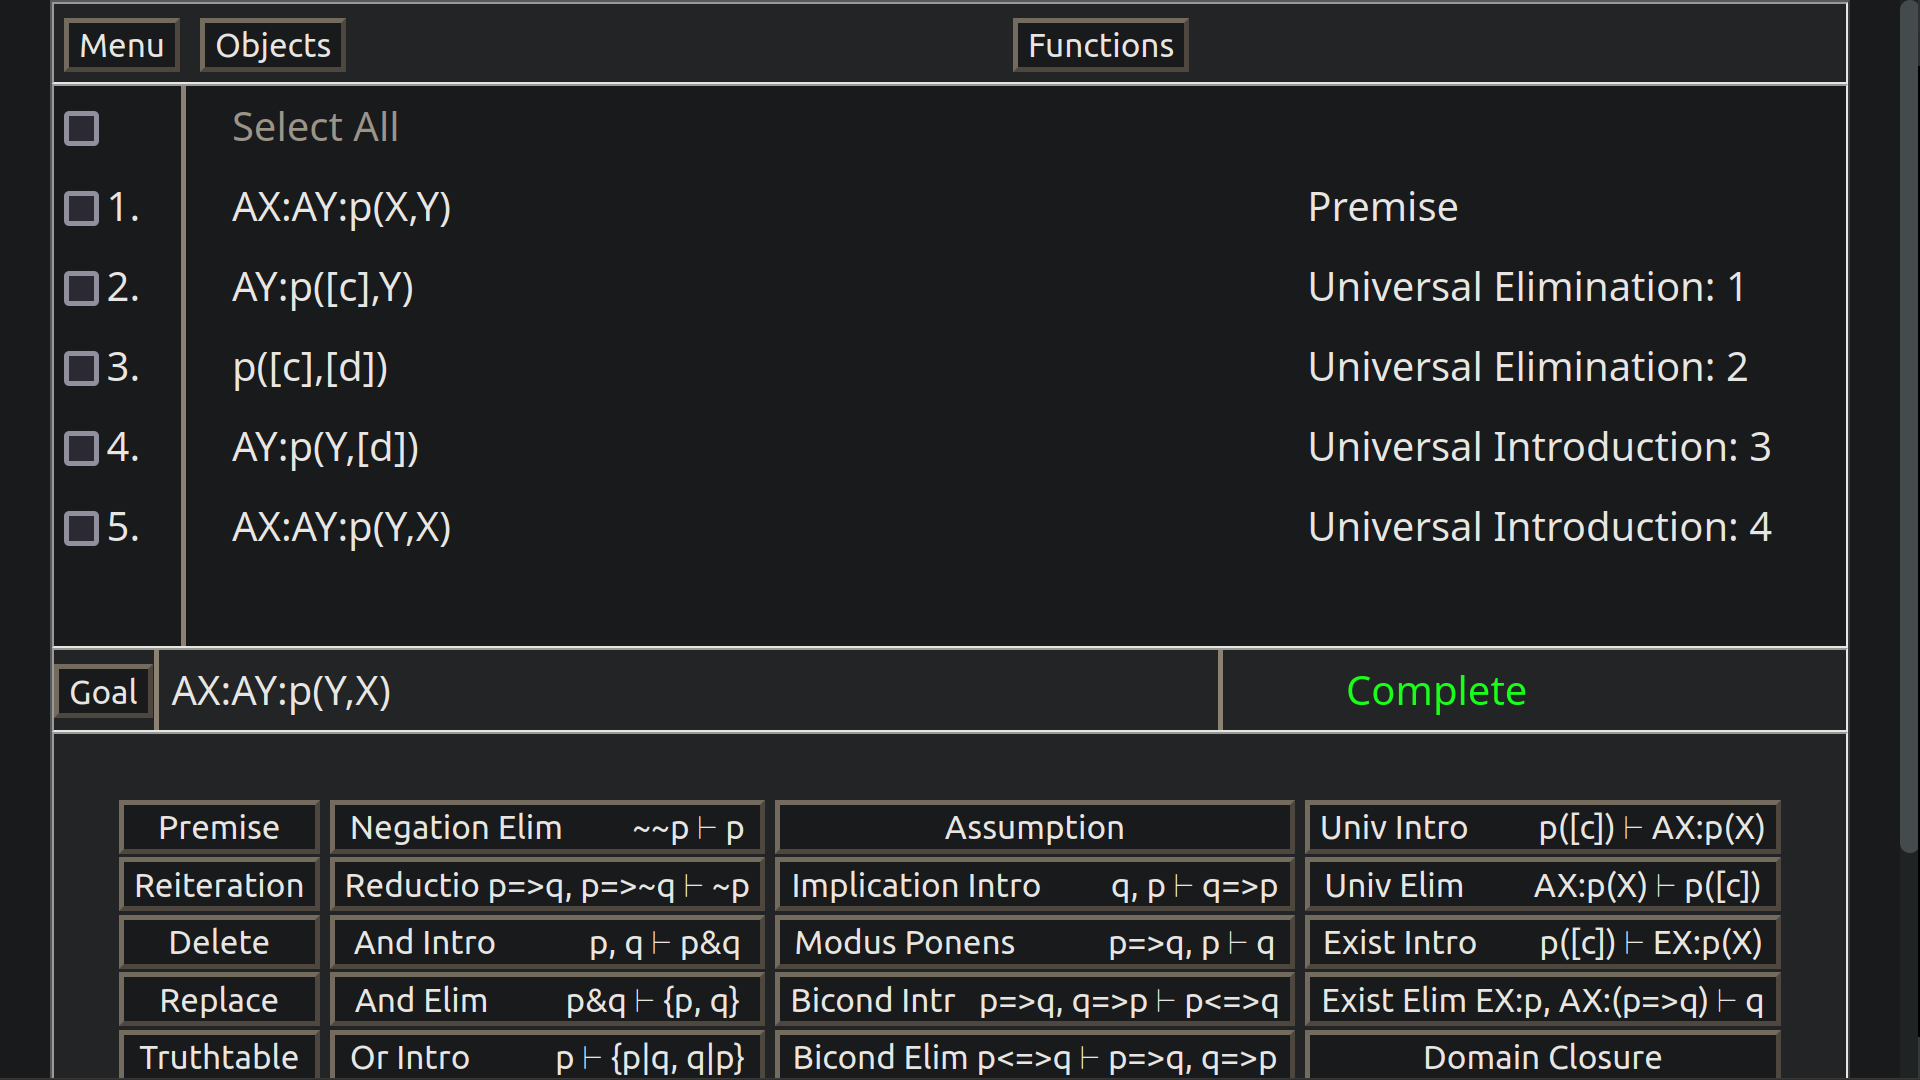 Menu Objects Functions
Select All
1. AX:AY:p(X,Y) Premise
2. AY:p([c],Y) Universal Elimination: 1
3. p([c],[d]) Universal Elimination: 2
4. AY:p(Y,[d]) Universal Introduction: 3
5. AX:AY:p(Y,X) Universal Introduction: 4
Goal AX:AY:p(Y,X) Complete
Premise Negation Elim ~~p ⊢ p Assumption Univ Intro p([c]) ⊢ AX:p(X)
Reiteration Reductio p=>q, p=>~q ⊢ ~p Implication Intro q, p ⊢ q=>p Univ Elim AX:p(X) ⊢ p([c])
Delete And Intro p, q ⊢ p&q Modus Ponens p=>q, p ⊢ q Exist Intro p([c]) ⊢ EX:p(X)
Replace And Elim p&q ⊢ {p, q} Bicond Intr p=>q, q=>p ⊢ p<=>q Exist Elim EX:p, AX:(p=>q) ⊢ q
Truthtable Or Intro p ⊢ {p|q, q|p} Bicond Elim p<=>q ⊢ p=>q, q=>p Domain Closure